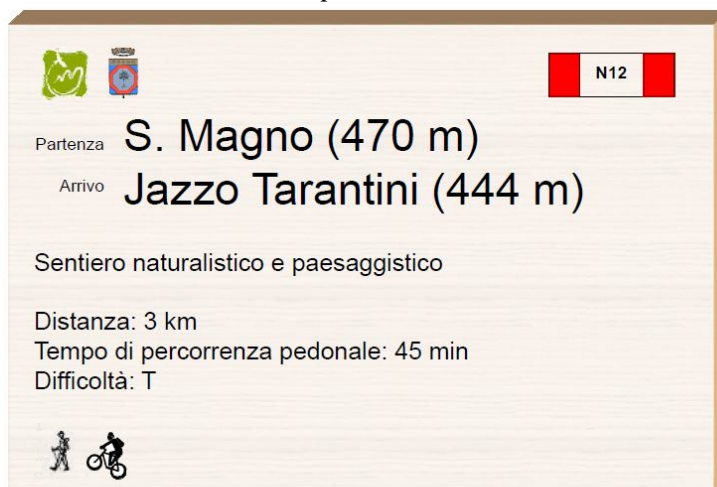 N12
Partenza S. Magno (470 m)
Arrivo Jazzo Tarantini (444 m)
Sentiero naturalistico e paesaggistico
Distanza: 3 km
Tempo di percorrenza pedonale: 45 min
Difficoltà: T